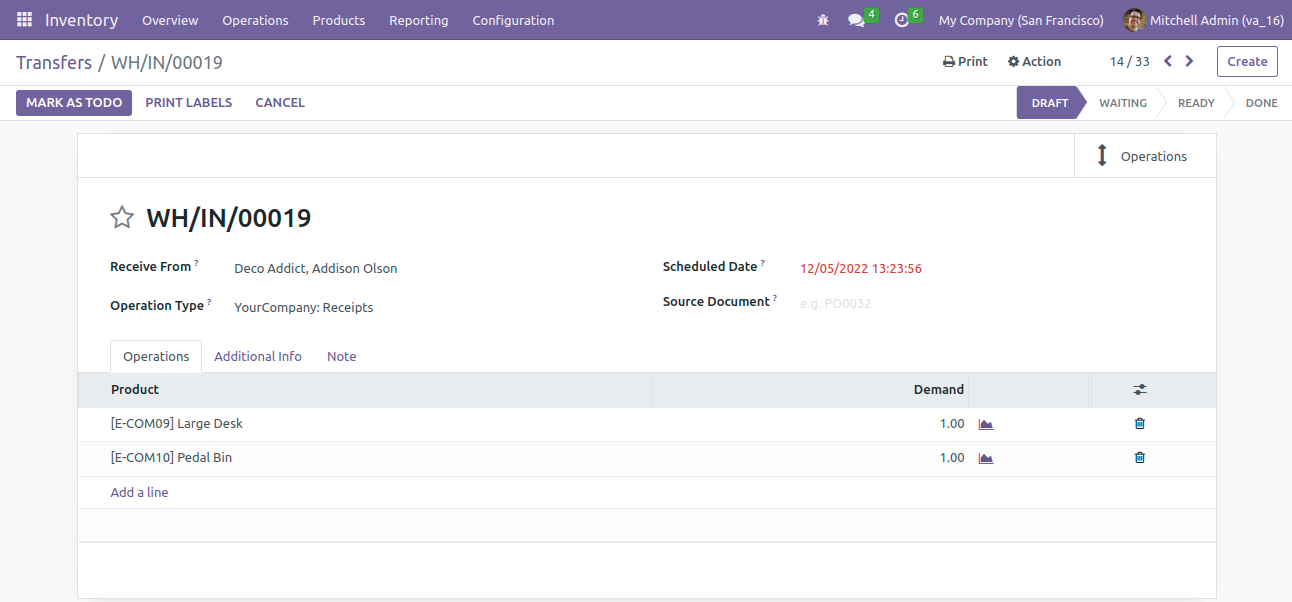 Inventory Overview Operations Products Reporting Configuration 4 6 My Company (San Francisco) Mitchell Admin (va_16)
Transfers / WH/IN/00019 Print Action 14 / 33 Create
MARK AS TODO PRINT LABELS CANCEL DRAFT WAITING READY DONE
Operations
WH/IN/00019
Receive From ? Deco Addict, Addison Olson Scheduled Date ? 12/05/2022 13:23:56
Operation Type ? YourCompany: Receipts Source Document ? e.g. PO0032
Operations Additional Info Note
Product Demand
[E-COM09] Large Desk 1.00
[E-COM10] Pedal Bin 1.00
Add a line